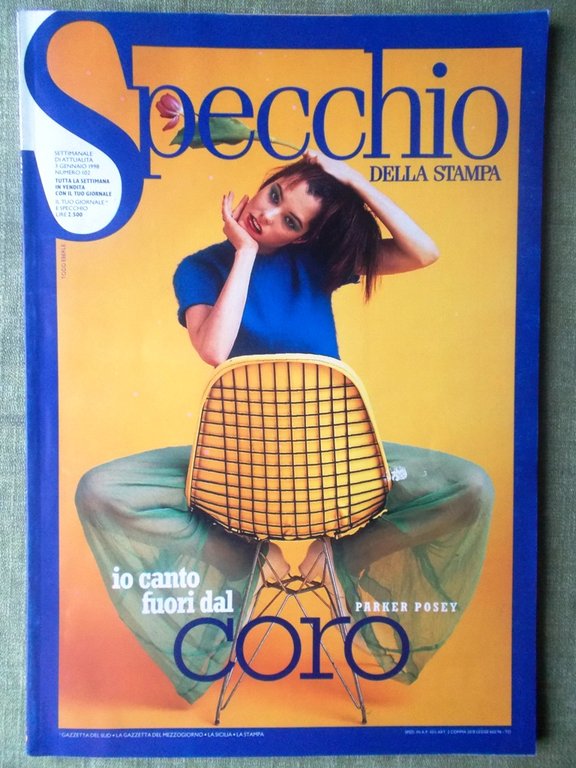 Specchio
DELLA STAMPA
SETTIMANALE
DI ATTUALITÀ
3 GENNAIO 1998
NUMERO 102
TUTTA LA SETTIMANA
IN VENDITA
CON IL TUO GIORNALE
IL TUO GIORNALE *
E SPECCHIO
LIRE 2.500
TODD EBERLE
io canto
fuori dal
coro
PARKER POSEY
*GAZZETTA DEL SUD • LA GAZZETTA DEL MEZZOGIORNO • LA SICILIA • LA STAMPA